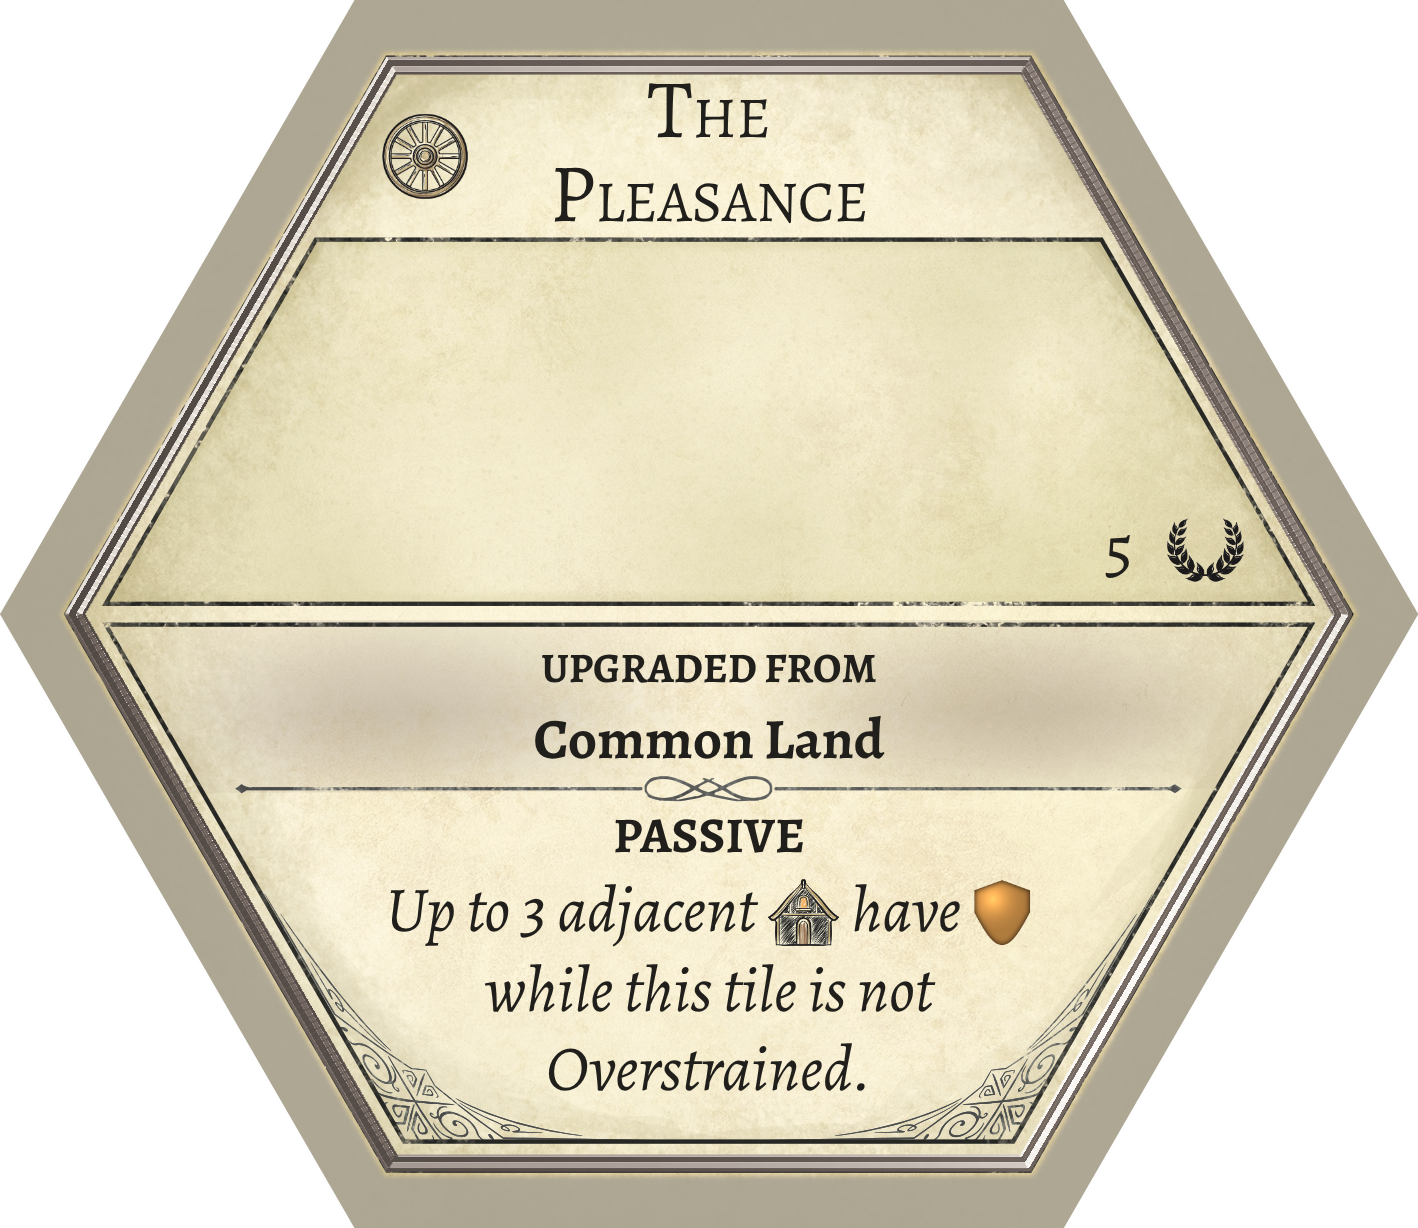 The
Pleasance
5
UPGRADED FROM
Common Land
PASSIVE
Up to 3 adjacent have
while this tile is not
Overstrained.